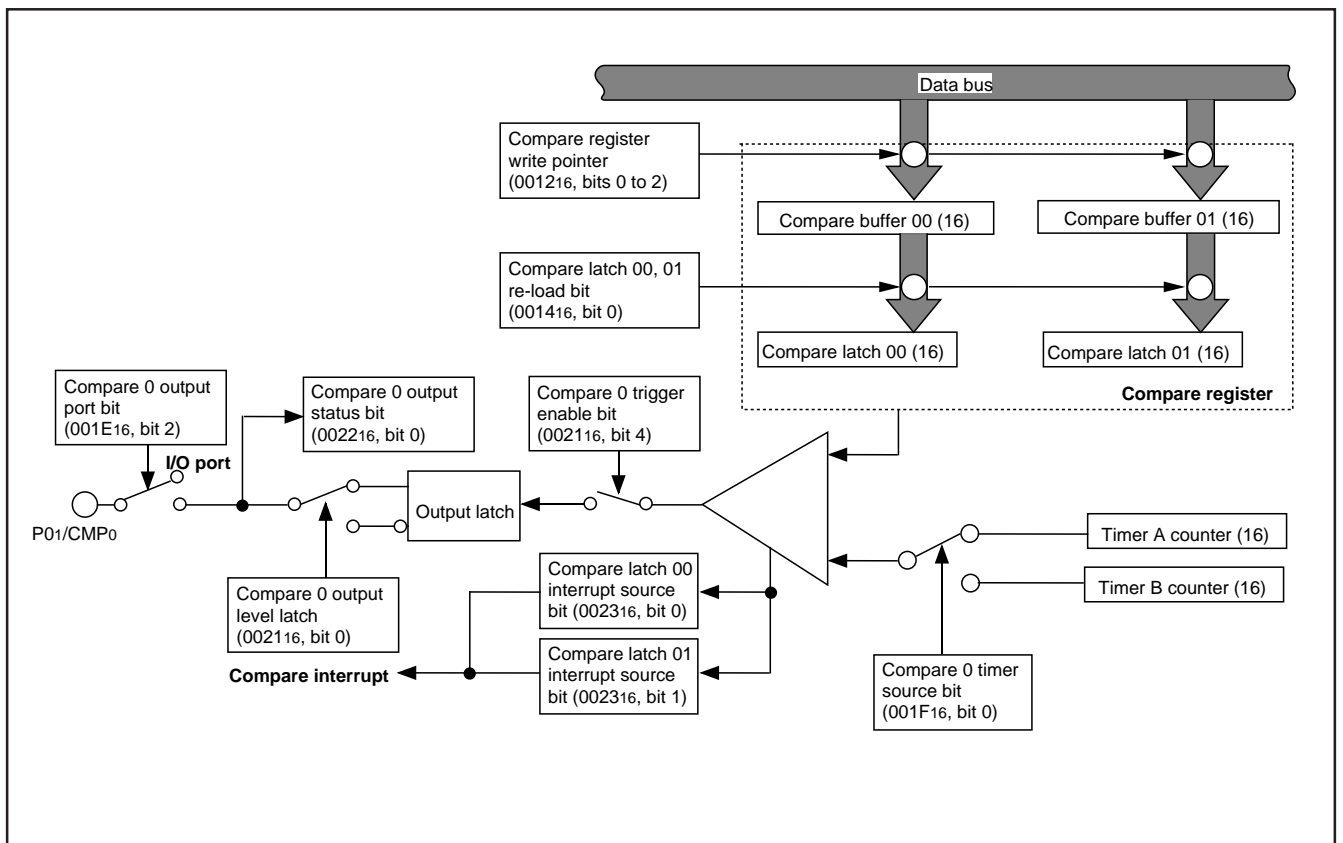 Data bus
Compare register
write pointer
(001216, bits 0 to 2)
Compare buffer 00 (16)
Compare buffer 01 (16)
Compare latch 00, 01
re-load bit
(001416, bit 0)
Compare latch 00 (16)
Compare latch 01 (16)
Compare register
Compare 0 output
port bit
(001E16, bit 2)
Compare 0 output
status bit
(002216, bit 0)
Compare 0 trigger
enable bit
(002116, bit 4)
I/O port
P01/CMP0
Output latch
Timer A counter (16)
Timer B counter (16)
Compare 0 output
level latch
(002116, bit 0)
Compare latch 00
interrupt source
bit (002316, bit 0)
Compare latch 01
interrupt source
bit (002316, bit 1)
Compare interrupt
Compare 0 timer
source bit
(001F16, bit 0)